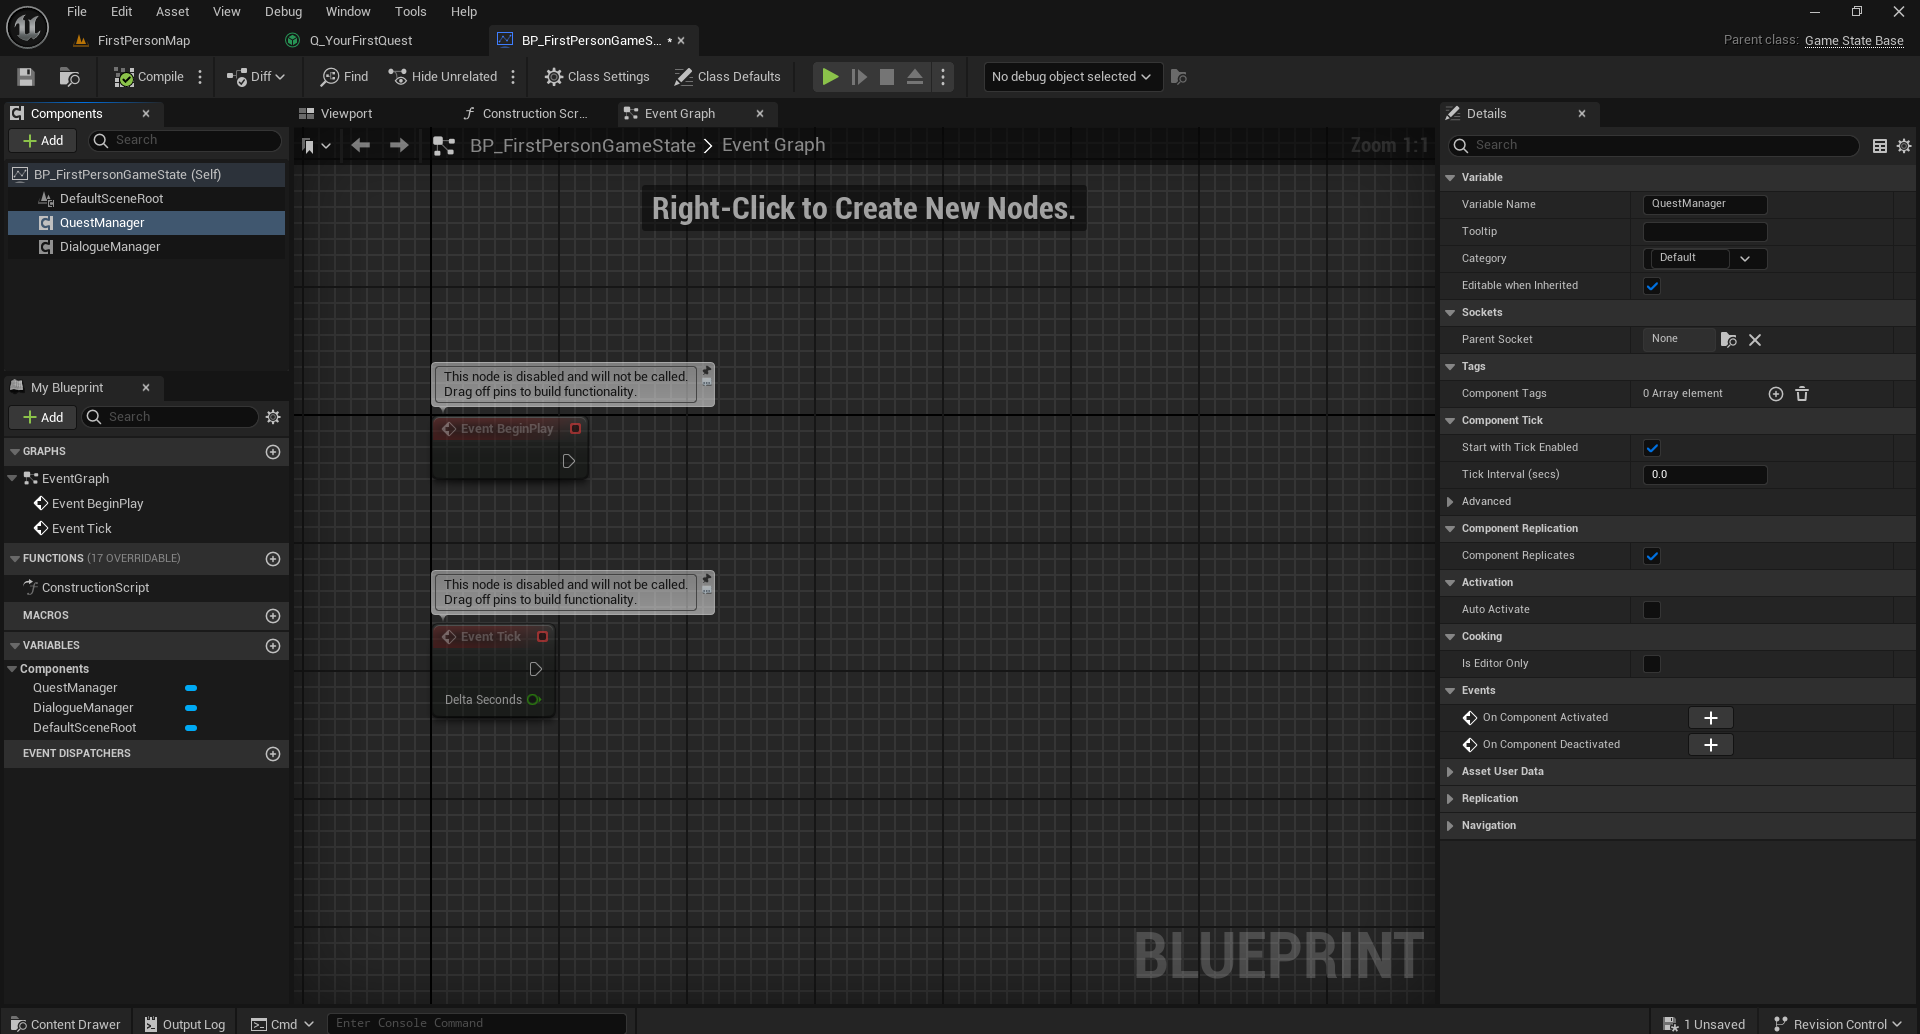 File Edit Asset View Debug Window Tools Help
FirstPersonMap Q_YourFirstQuest BP_FirstPersonGameS... • Parent class: Game State Base
Compile Diff Find Hide Unrelated Class Settings Class Defaults No debug object selected
Components
Add Search
BP_FirstPersonGameState (Self)
DefaultSceneRoot
QuestManager
DialogueManager
My Blueprint
Add Search
GRAPHS
EventGraph
Event BeginPlay
Event Tick
FUNCTIONS (17 OVERRIDABLE)
ConstructionScript
MACROS
VARIABLES
Components
QuestManager
DialogueManager
DefaultSceneRoot
EVENT DISPATCHERS
Viewport Construction Scr... Event Graph
BP_FirstPersonGameState > Event Graph Zoom 1:1
Right-Click to Create New Nodes.
This node is disabled and will not be called.
Drag off pins to build functionality.
Event BeginPlay
This node is disabled and will not be called.
Drag off pins to build functionality.
Event Tick
Delta Seconds
BLUEPRINT
Details
Search
Variable
Variable Name QuestManager
Tooltip
Category Default
Editable when Inherited
Sockets
Parent Socket None
Tags
Component Tags 0 Array element
Component Tick
Start with Tick Enabled
Tick Interval (secs) 0.0
Advanced
Component Replication
Component Replicates
Activation
Auto Activate
Cooking
Is Editor Only
Events
On Component Activated
On Component Deactivated
Asset User Data
Replication
Navigation
Content Drawer Output Log Cmd Enter Console Command 1 Unsaved Revision Control